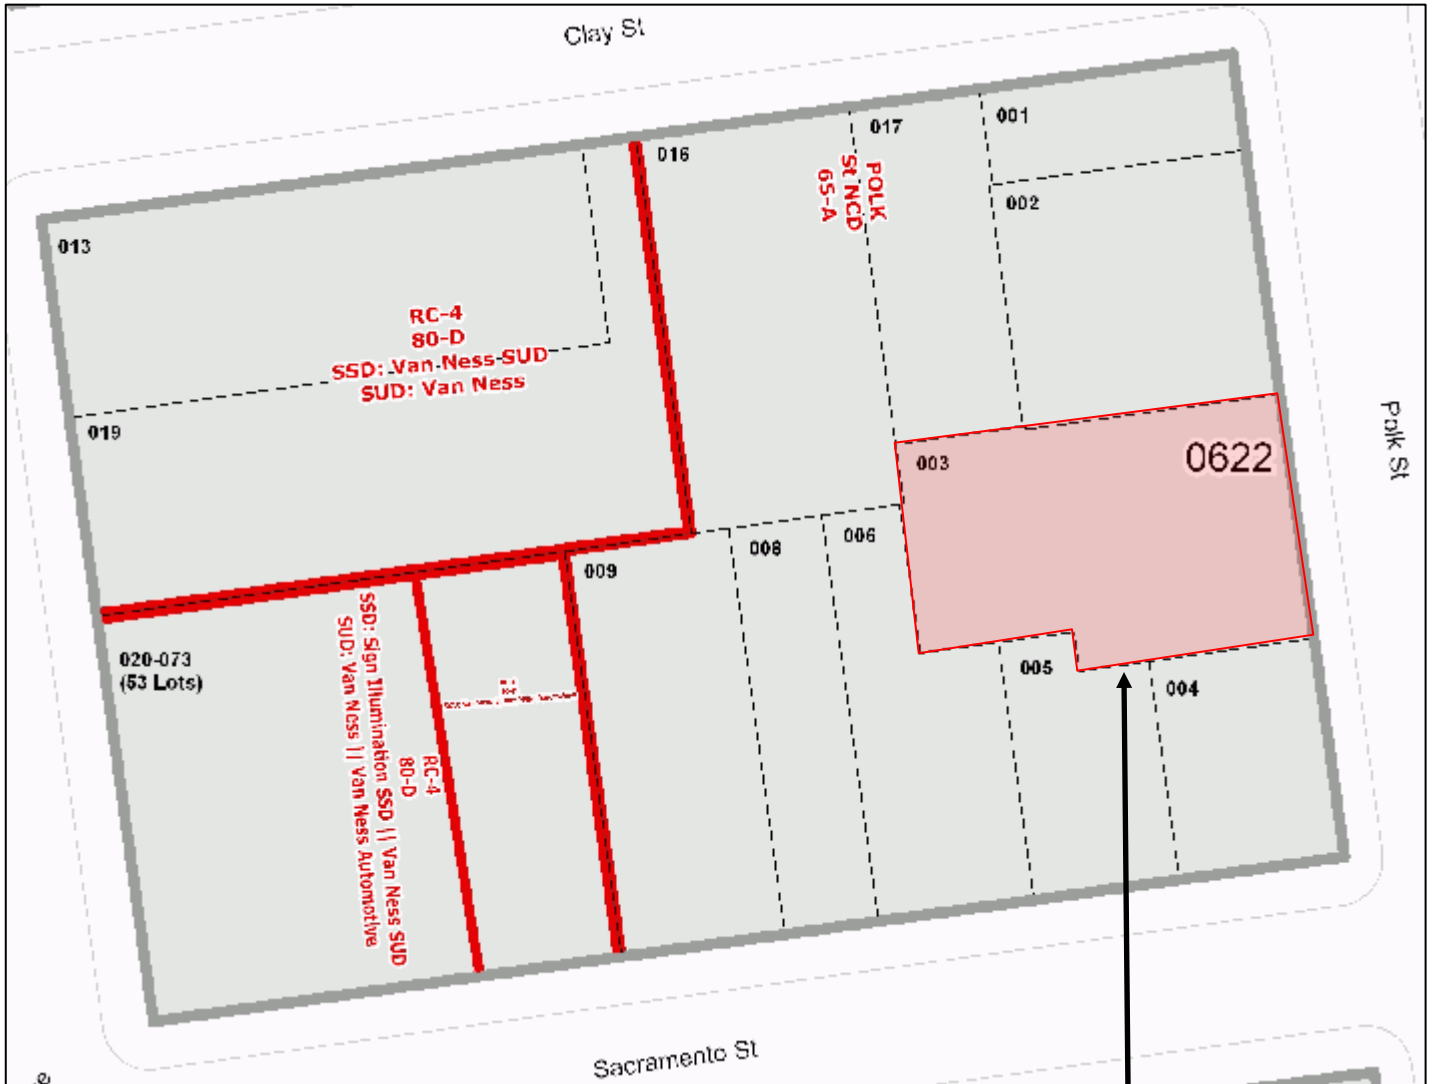 Clay St
001
017
016
POLK
St NCD
65-A
002
013
RC-4
80-D
SSD: Van Ness SUD
SUD: Van Ness
019
Polk St
003
0622
008
006
009
020-073
(53 Lots)
005
004
RC-4
80-D
SSD: Sign Illumination SSD || Van Ness SUD
SUD: Van Ness || Van Ness Automotive
Sacramento St